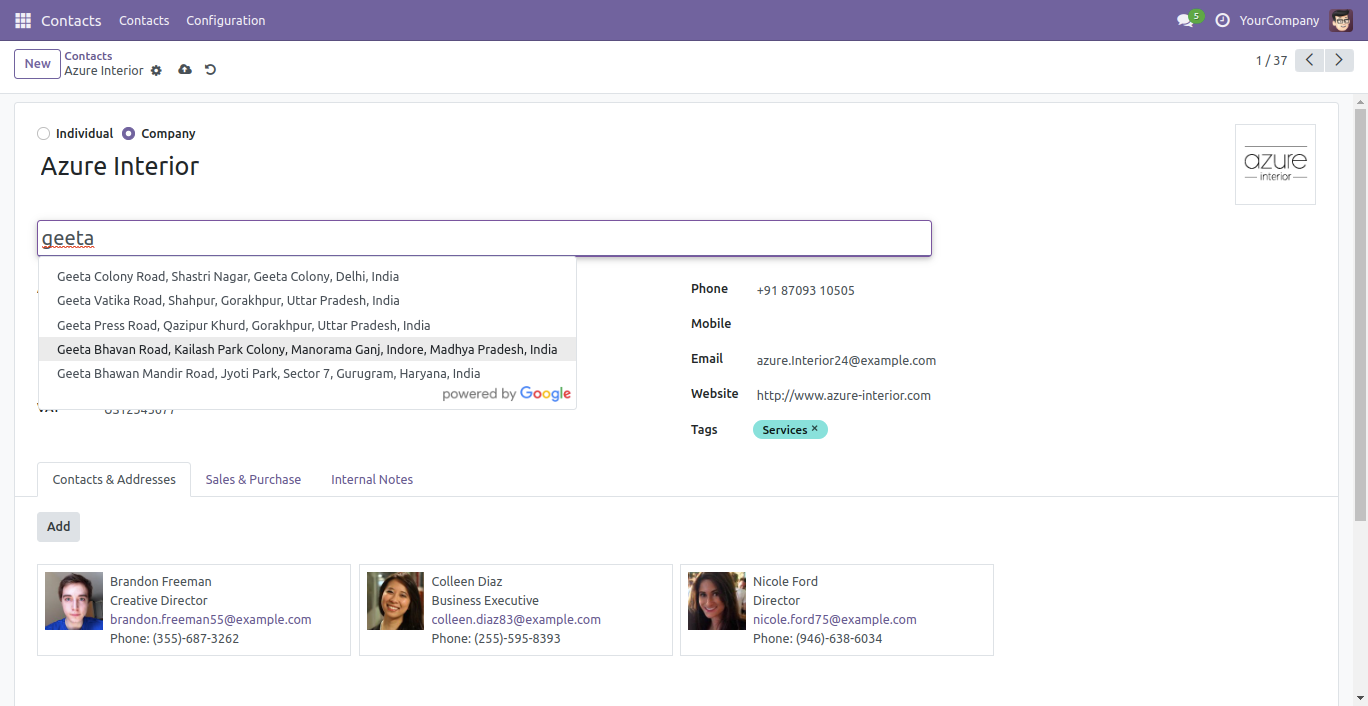 Contacts Contacts Configuration 5 YourCompany
New Contacts
Azure Interior 1 / 37
Individual Company
Azure Interior
azure
interior
geeta
Geeta Colony Road, Shastri Nagar, Geeta Colony, Delhi, India
Geeta Vatika Road, Shahpur, Gorakhpur, Uttar Pradesh, India
Geeta Press Road, Qazipur Khurd, Gorakhpur, Uttar Pradesh, India
Geeta Bhavan Road, Kailash Park Colony, Manorama Ganj, Indore, Madhya Pradesh, India
Geeta Bhawan Mandir Road, Jyoti Park, Sector 7, Gurugram, Haryana, India
powered by Google
Phone +91 87093 10505
Mobile
Email azure.Interior24@example.com
Website http://www.azure-interior.com
Tags Services ×
Contacts & Addresses Sales & Purchase Internal Notes
Add
Brandon Freeman
Creative Director
brandon.freeman55@example.com
Phone: (355)-687-3262
Colleen Diaz
Business Executive
colleen.diaz83@example.com
Phone: (255)-595-8393
Nicole Ford
Director
nicole.ford75@example.com
Phone: (946)-638-6034